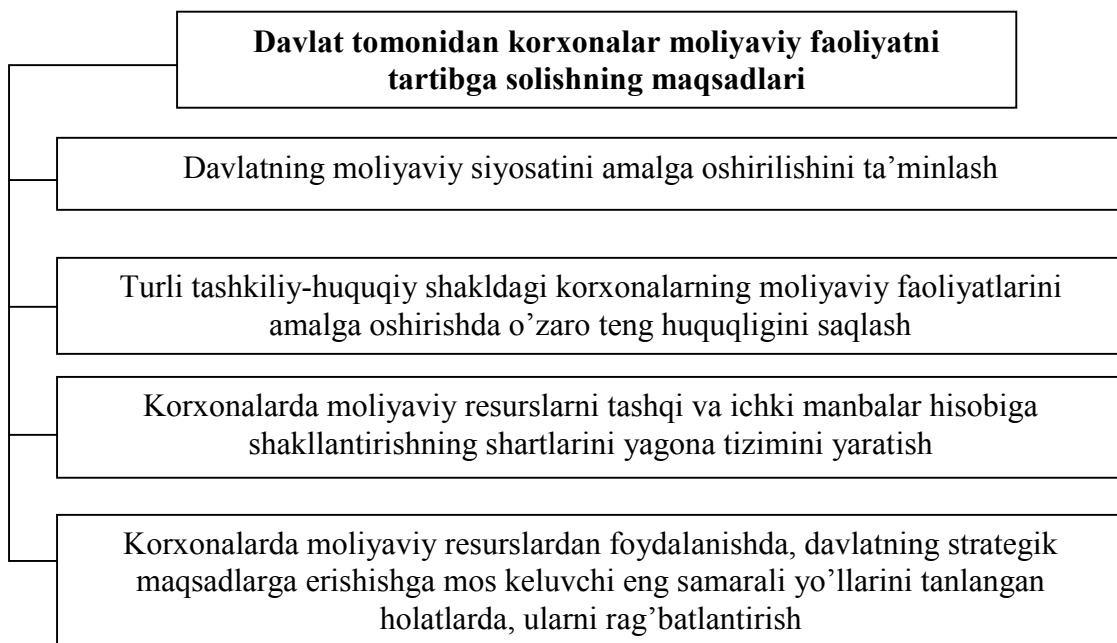 Davlat tomonidan korxonalar moliyaviy faoliyatni
tartibga solishning maqsadlari
Davlatning moliyaviy siyosatini amalga oshirilishini ta’minlash
Turli tashkiliy-huquqiy shakldagi korxonalarning moliyaviy faoliyatlarini
amalga oshirishda o’zaro teng huquqligini saqlash
Korxonalarda moliyaviy resurslarni tashqi va ichki manbalar hisobiga
shakllantirishning shartlarini yagona tizimini yaratish
Korxonalarda moliyaviy resurslardan foydalanishda, davlatning strategik
maqsadlarga erishishga mos keluvchi eng samarali yo’llarini tanlangan
holatlarda, ularni rag’batlantirish